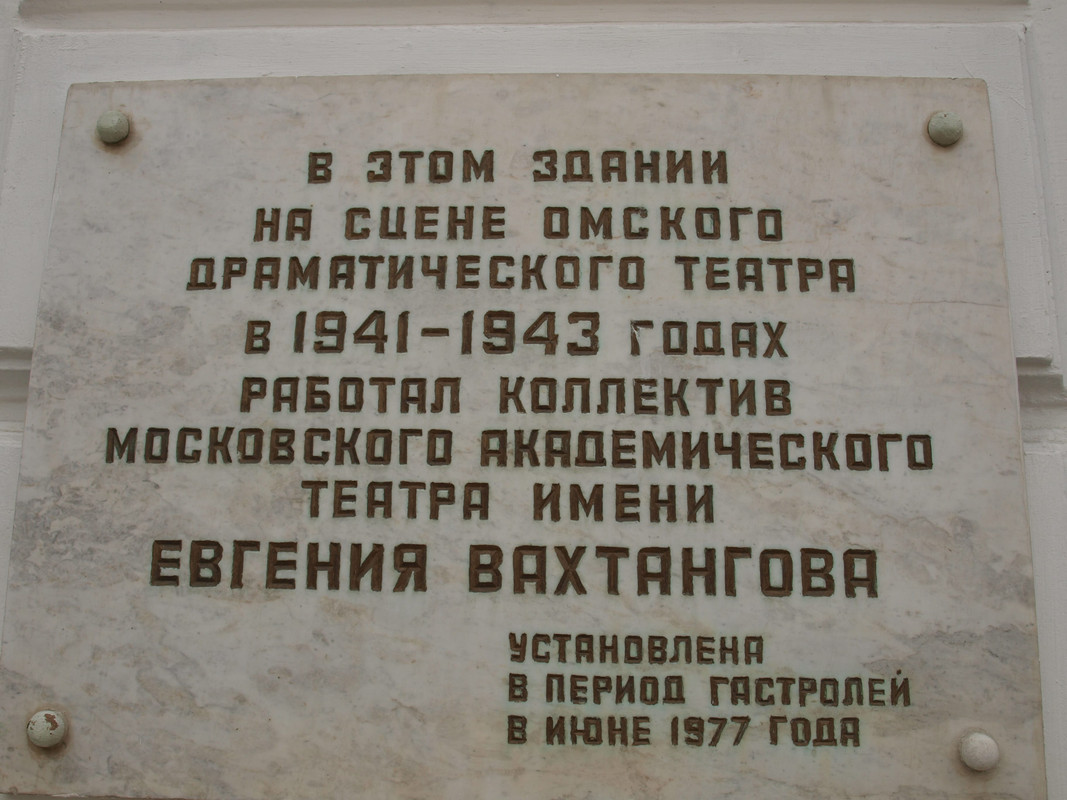 В ЭТОМ ЗДАНИИ
НА СЦЕНЕ ОМСКОГО
ДРАМАТИЧЕСКОГО ТЕАТРА
В 1941-1943 ГОДАХ
РАБОТАЛ КОЛЛЕКТИВ
МОСКОВСКОГО АКАДЕМИЧЕСКОГО
ТЕАТРА ИМЕНИ
ЕВГЕНИЯ ВАХТАНГОВА
УСТАНОВЛЕНА
В ПЕРИОД ГАСТРОЛЕЙ
В ИЮНЕ 1977 ГОДА